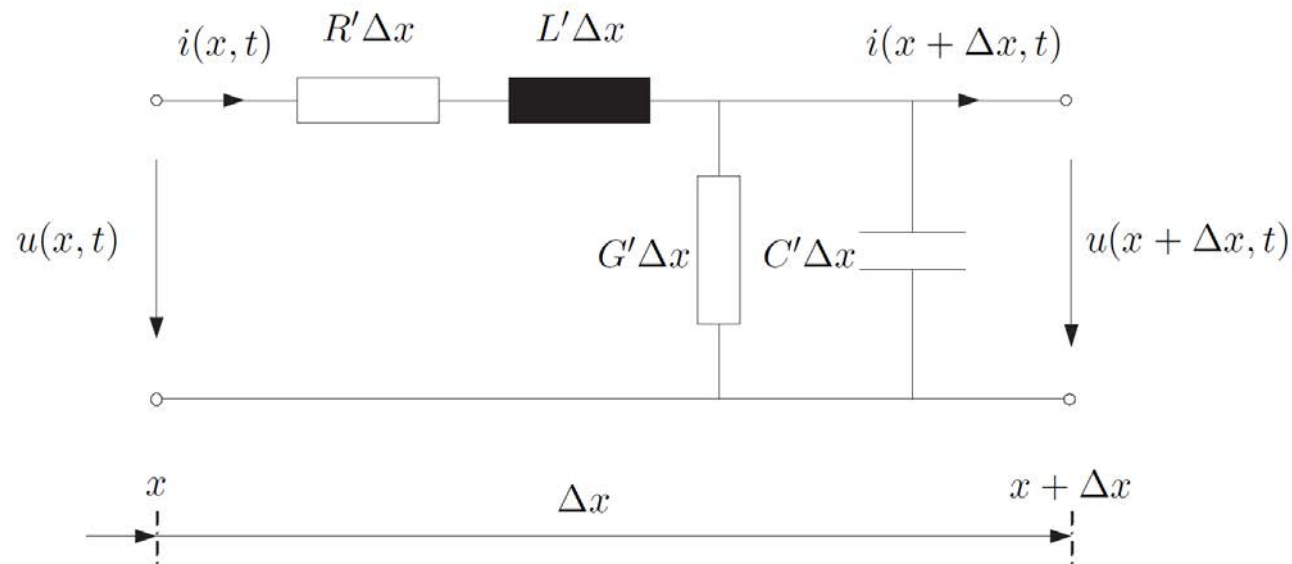 R′Δx
L′Δx
i(x, t)
i(x + Δx, t)
u(x, t)
G′Δx
C′Δx
u(x + Δx, t)
x
Δx
x + Δx